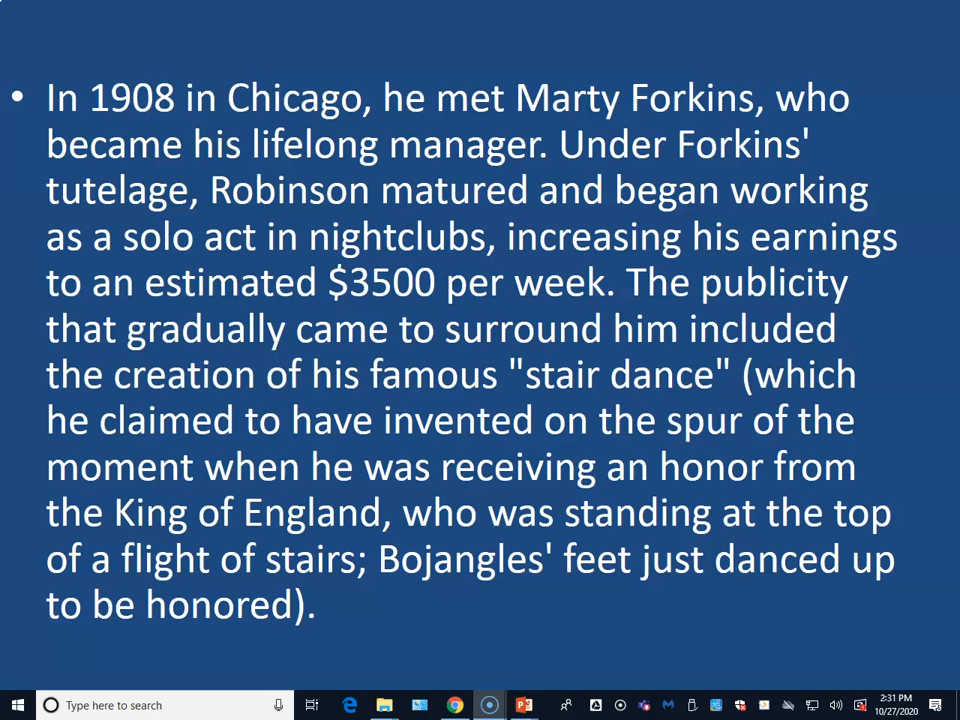 • In 1908 in Chicago, he met Marty Forkins, who
became his lifelong manager. Under Forkins'
tutelage, Robinson matured and began working
as a solo act in nightclubs, increasing his earnings
to an estimated $3500 per week. The publicity
that gradually came to surround him included
the creation of his famous "stair dance" (which
he claimed to have invented on the spur of the
moment when he was receiving an honor from
the King of England, who was standing at the top
of a flight of stairs; Bojangles' feet just danced up
to be honored).
Type here to search
2:31 PM
10/27/2020